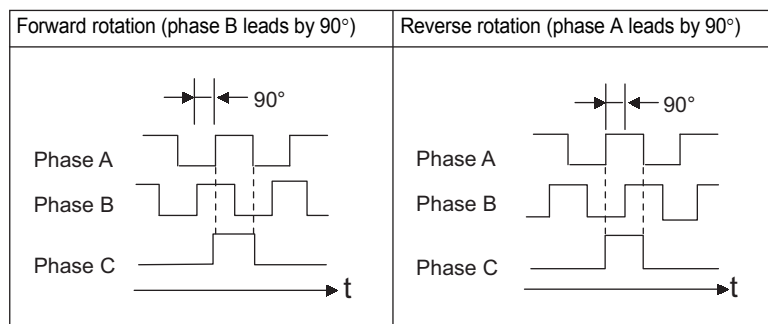 Forward rotation (phase B leads by 90°)
90°
Phase A
Phase B
Phase C
t
Reverse rotation (phase A leads by 90°)
90°
Phase A
Phase B
Phase C
t